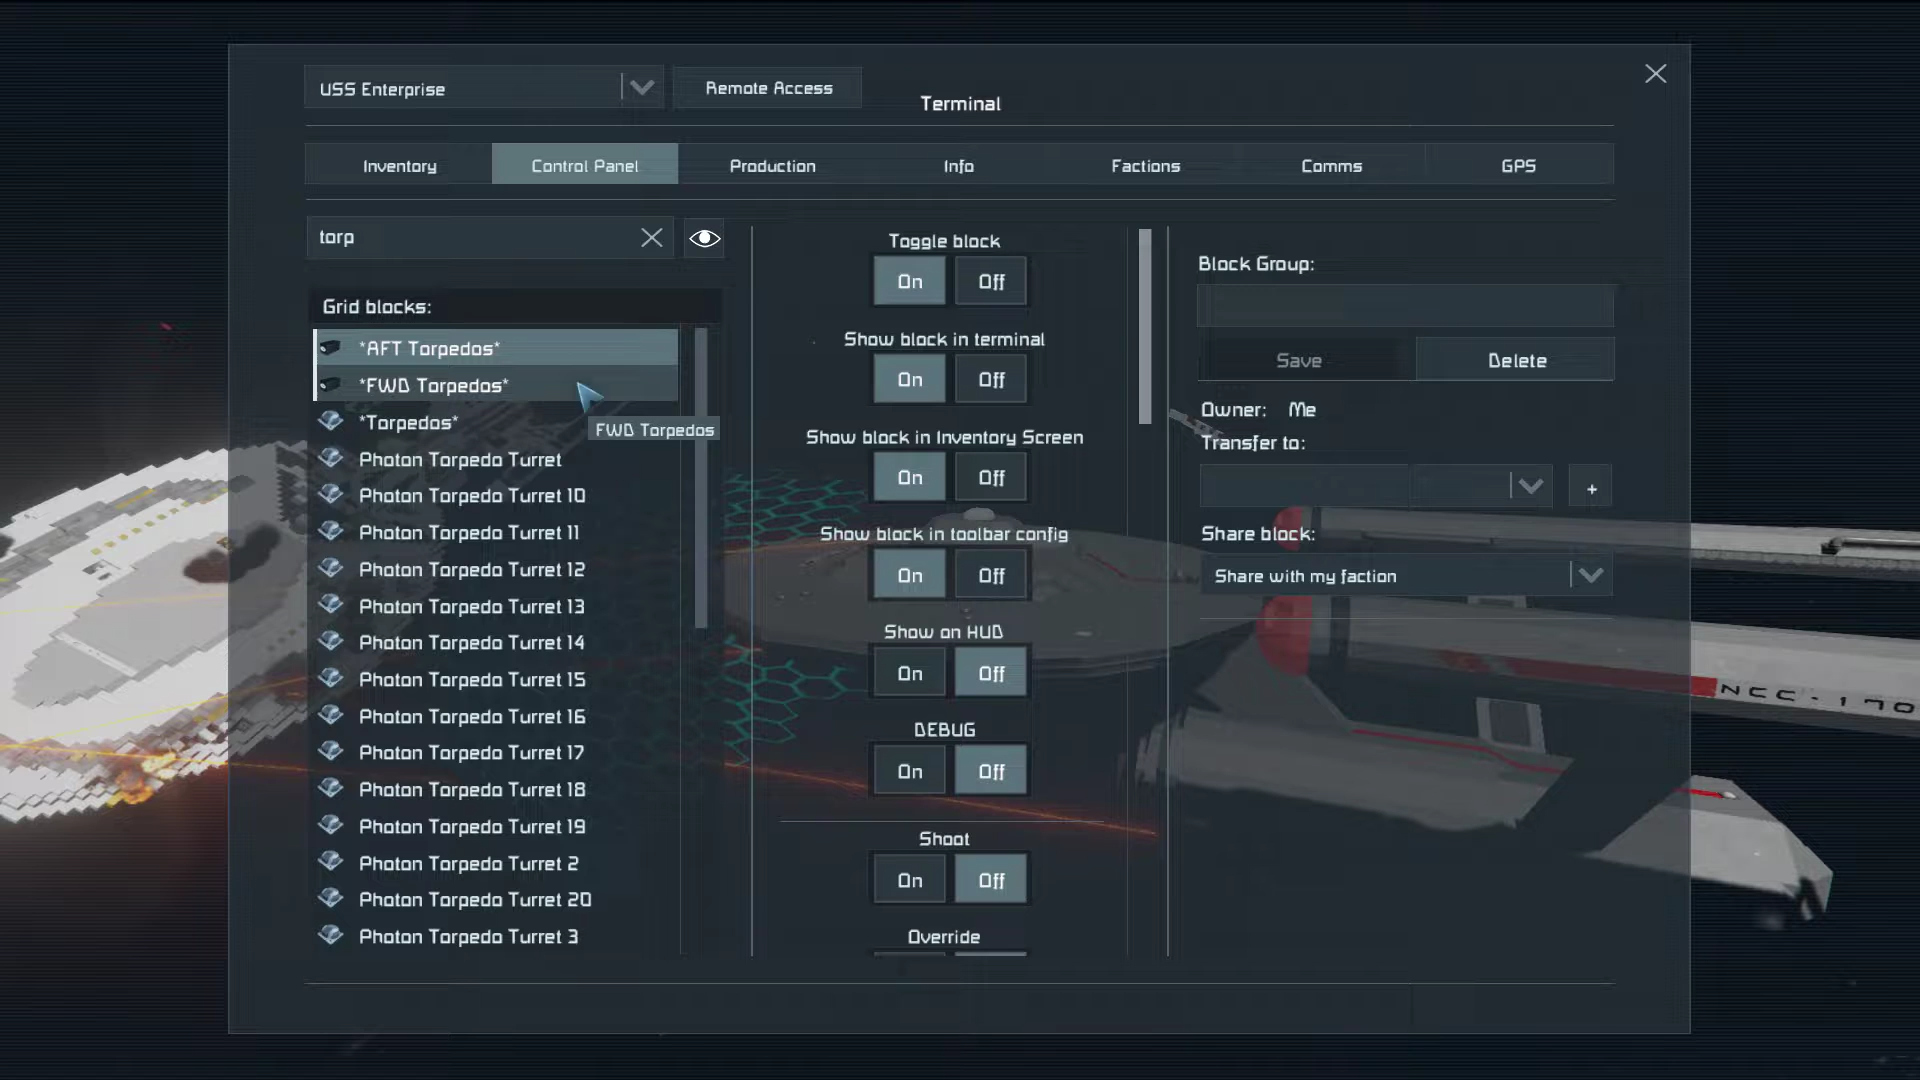 USS Enterprise
Remote Access
Terminal
Inventory
Control Panel
Production
Info
Factions
Comms
GPS
torp
Grid blocks:
*AFT Torpedos*
*FWD Torpedos*
*Torpedos*
FWD Torpedos
Photon Torpedo Turret
Photon Torpedo Turret 10
Photon Torpedo Turret 11
Photon Torpedo Turret 12
Photon Torpedo Turret 13
Photon Torpedo Turret 14
Photon Torpedo Turret 15
Photon Torpedo Turret 16
Photon Torpedo Turret 17
Photon Torpedo Turret 18
Photon Torpedo Turret 19
Photon Torpedo Turret 2
Photon Torpedo Turret 20
Photon Torpedo Turret 3
Toggle block
On Off
Show block in terminal
On Off
Show block in Inventory Screen
On Off
Show block in toolbar config
On Off
Show on HUD
On Off
DEBUG
On Off
Shoot
On Off
Override
Block Group:
Save
Delete
Owner: Me
Transfer to:
+
Share block:
Share with my faction
NCC-170